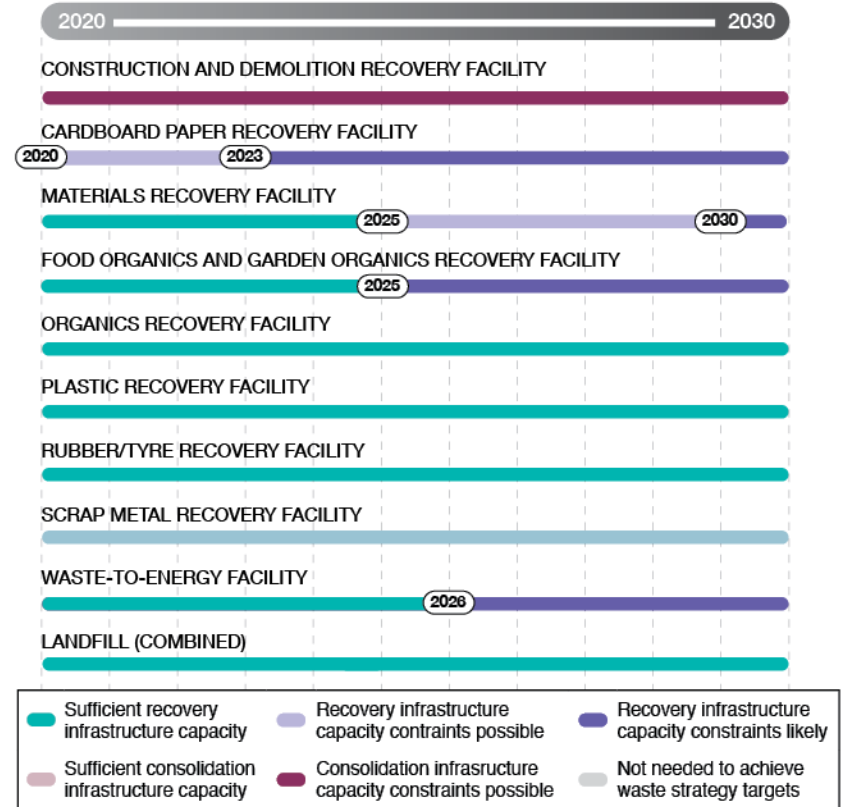 2020 2030
CONSTRUCTION AND DEMOLITION RECOVERY FACILITY
CARDBOARD PAPER RECOVERY FACILITY
2020 2023
MATERIALS RECOVERY FACILITY
2025 2030
FOOD ORGANICS AND GARDEN ORGANICS RECOVERY FACILITY
2025
ORGANICS RECOVERY FACILITY
PLASTIC RECOVERY FACILITY
RUBBER/TYRE RECOVERY FACILITY
SCRAP METAL RECOVERY FACILITY
WASTE-TO-ENERGY FACILITY
2026
LANDFILL (COMBINED)
Sufficient recovery
infrastructure capacity
Recovery infrastructure
capacity contraints possible
Recovery infrastructure
capacity constraints likely
Sufficient consolidation
infrastructure capacity
Consolidation infrasructure
capacity constraints possible
Not needed to achieve
waste strategy targets